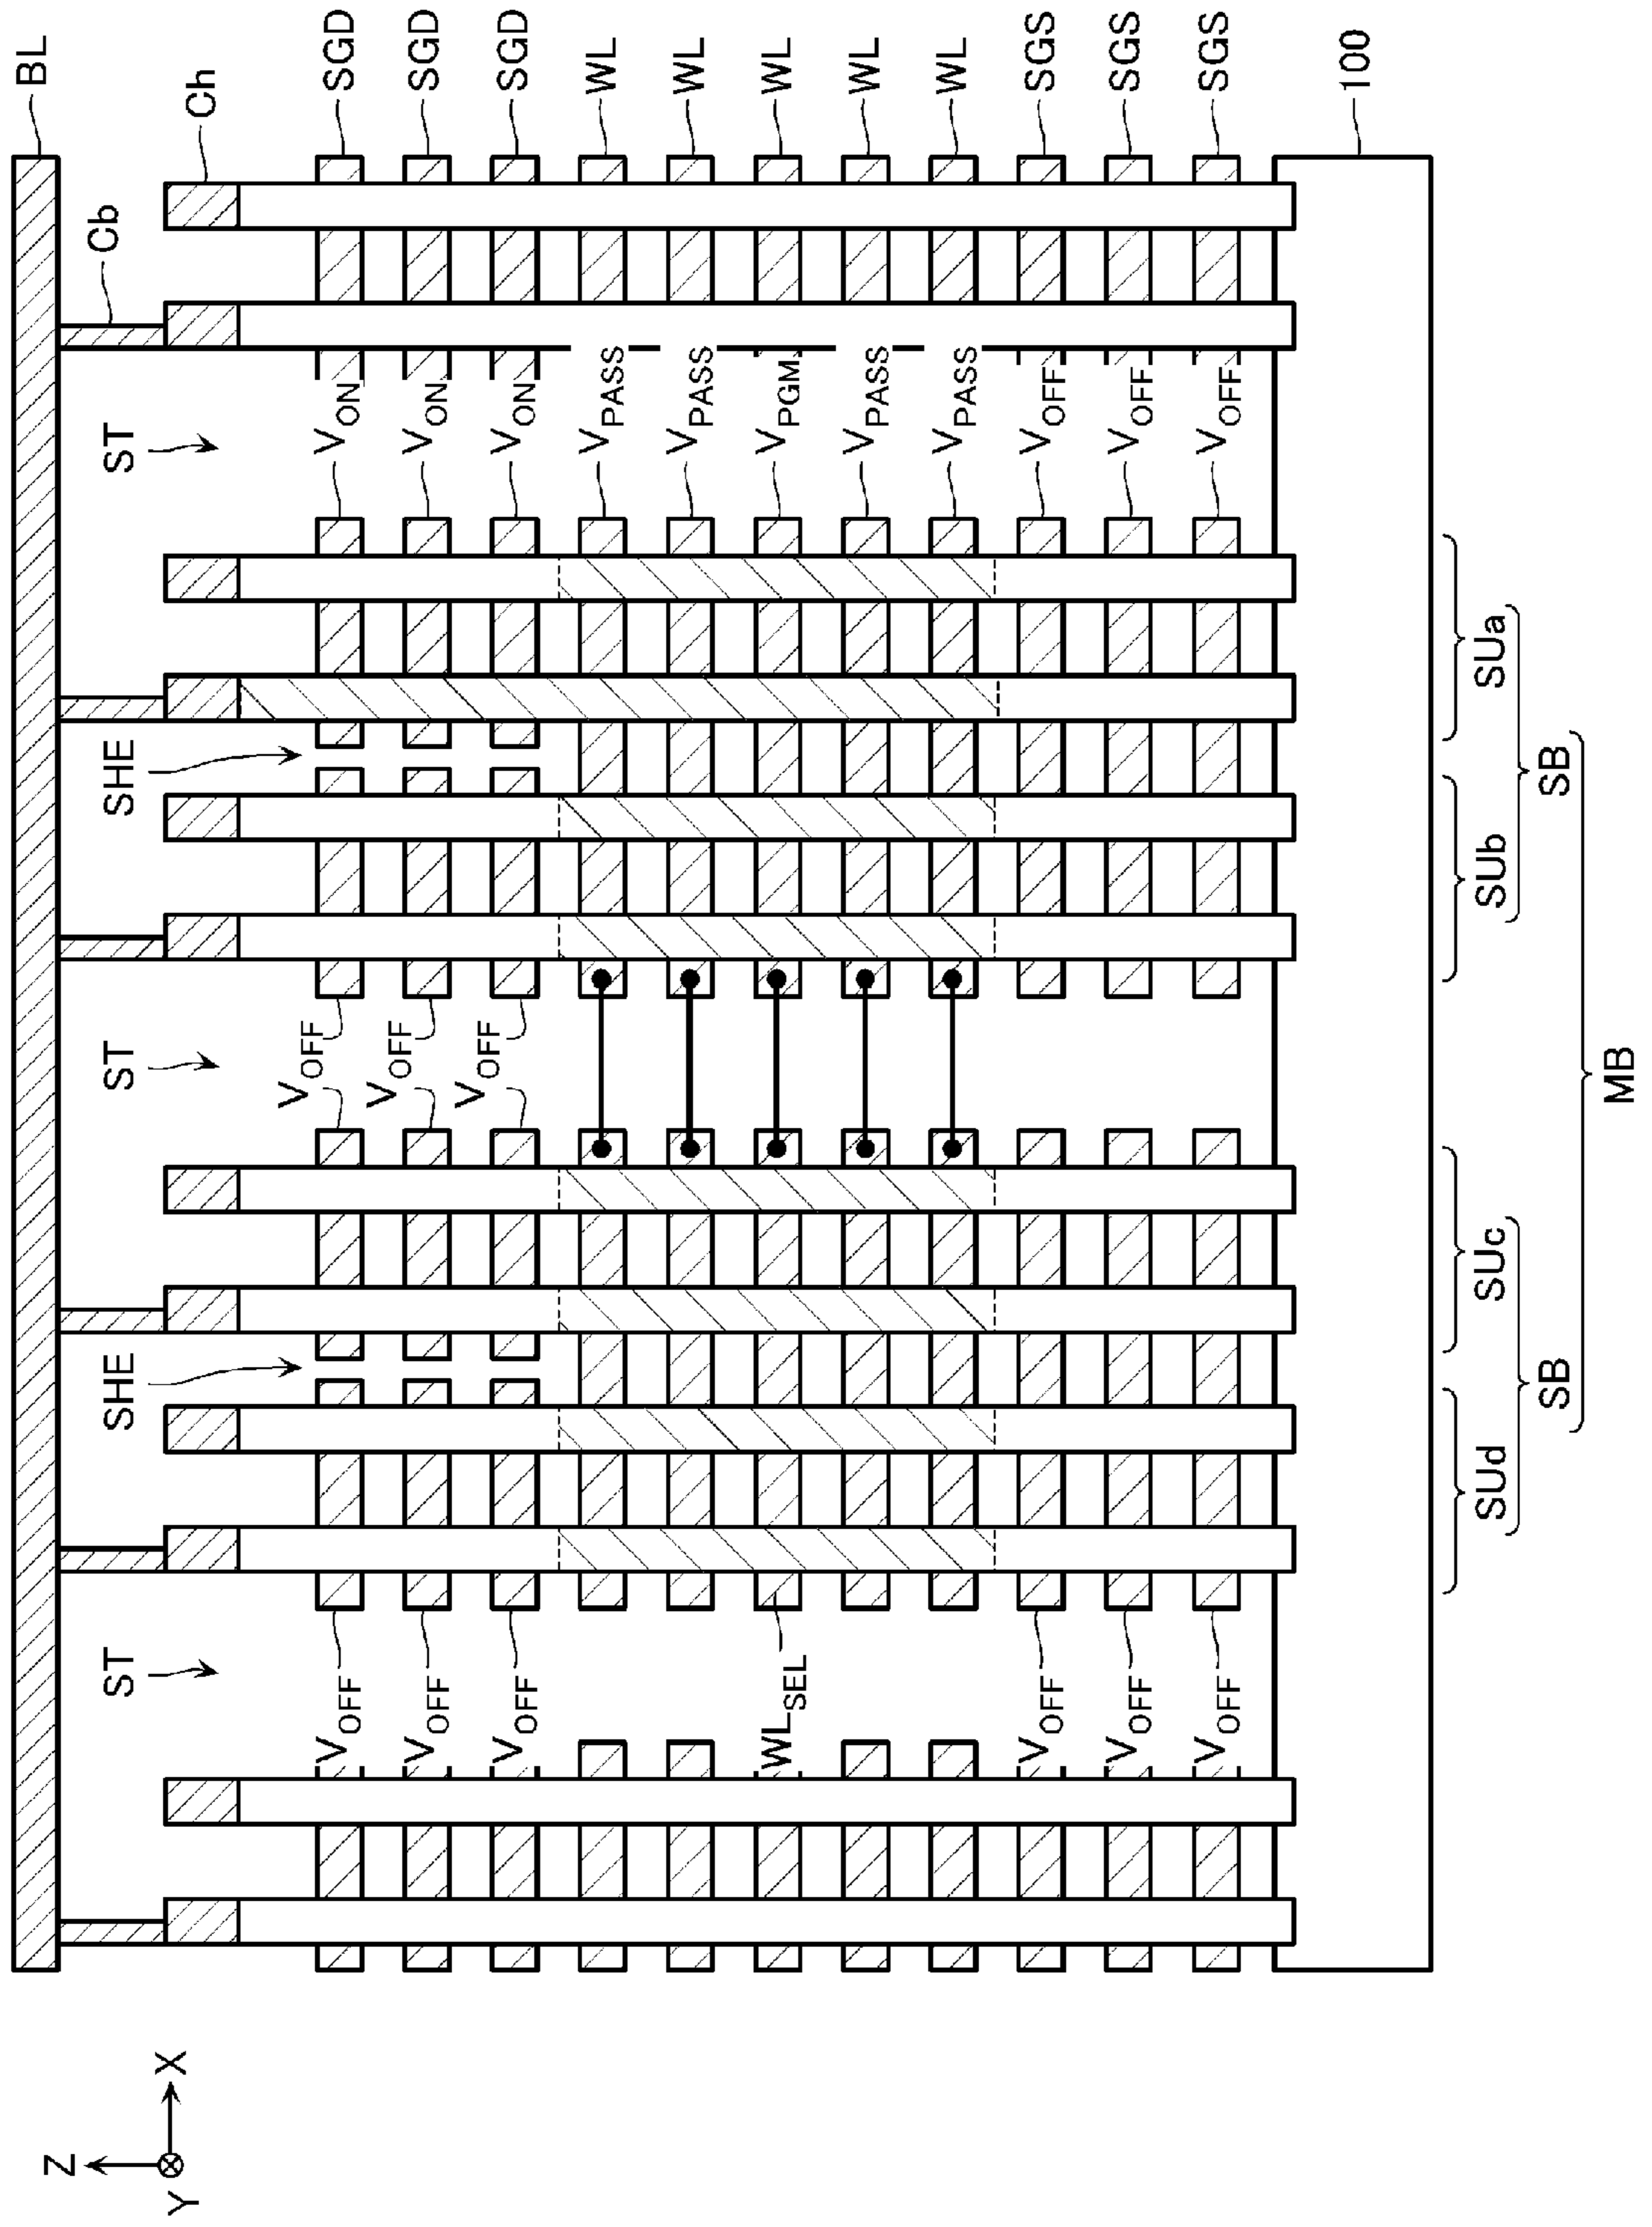 BL
Ch
Cb
SGD
SGD
SGD
WL
WL
WL
WL
WL
SGS
SGS
SGS
100
ST
SHE
ST
SHE
ST
VON
VON
VON
VPASS
VPASS
VPGM
VPASS
VPASS
VOFF
VOFF
VOFF
VOFF
VOFF
VOFF
VOFF
VOFF
VOFF
VOFF
VOFF
VOFF
WLSEL
VOFF
VOFF
VOFF
SUd
SUc
SUb
SUa
SB
SB
MB
Z
X
Y